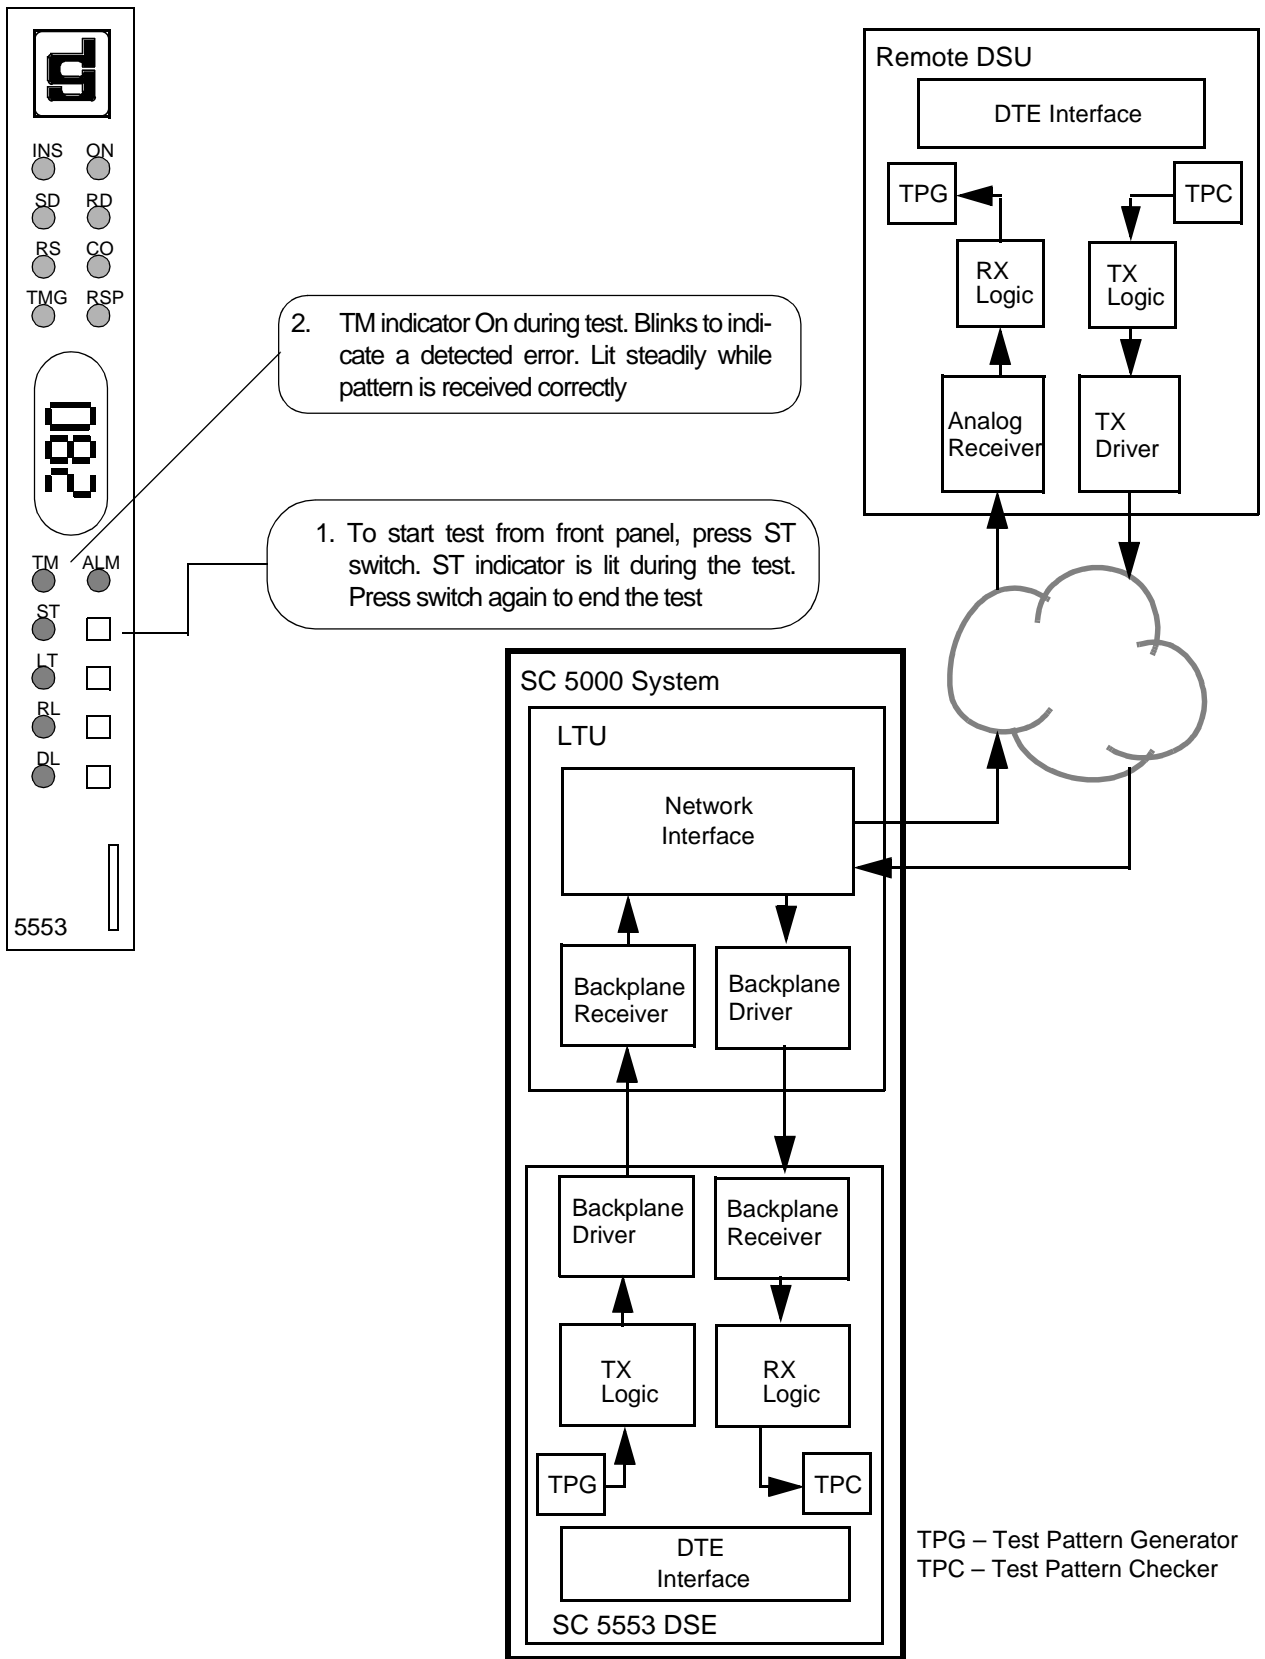 INS ON
SD RD
RS CO
TMG RSP
082
TM ALM
ST
LT
RL
DL
5553
2. TM indicator On during test. Blinks to indi-
cate a detected error. Lit steadily while
pattern is received correctly
1. To start test from front panel, press ST
switch. ST indicator is lit during the test.
Press switch again to end the test
Remote DSU
DTE Interface
TPG
TPC
RX
Logic
TX
Logic
Analog
Receiver
TX
Driver
SC 5000 System
LTU
Network
Interface
Backplane
Receiver
Backplane
Driver
Backplane
Driver
Backplane
Receiver
TX
Logic
RX
Logic
TPG
TPC
DTE
Interface
SC 5553 DSE
TPG – Test Pattern Generator
TPC – Test Pattern Checker